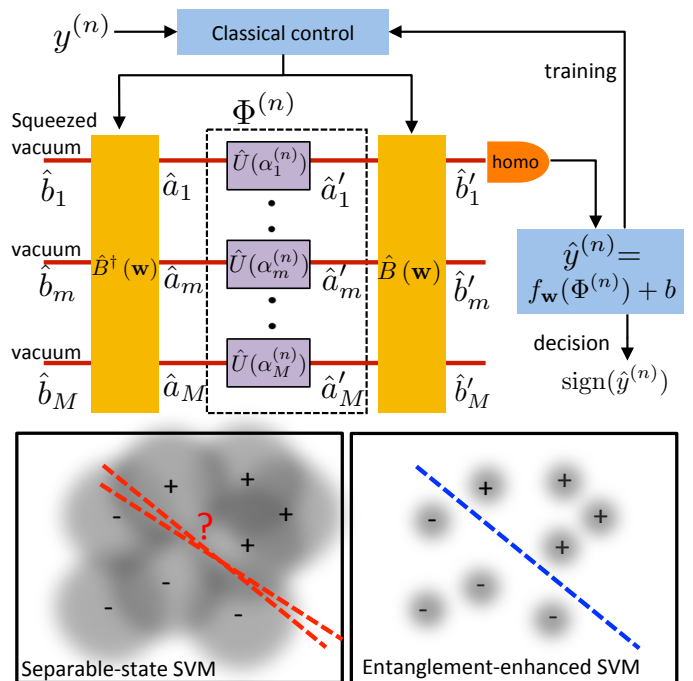 y^(n)
Classical control
training
Φ^(n)
Squeezed
vacuum
b̂_1
â_1
Û(α_1^(n))
â′_1
b̂′_1
homo
vacuum
b̂_m
B̂†(w)
â_m
Û(α_m^(n))
â′_m
B̂(w)
b̂′_m
ŷ^(n)=
f_w(Φ^(n)) + b
vacuum
b̂_M
â_M
Û(α_M^(n))
â′_M
b̂′_M
decision
sign(ŷ^(n))
+ + + + - - - -
?
Separable-state SVM
+ + + + - - - -
Entanglement-enhanced SVM